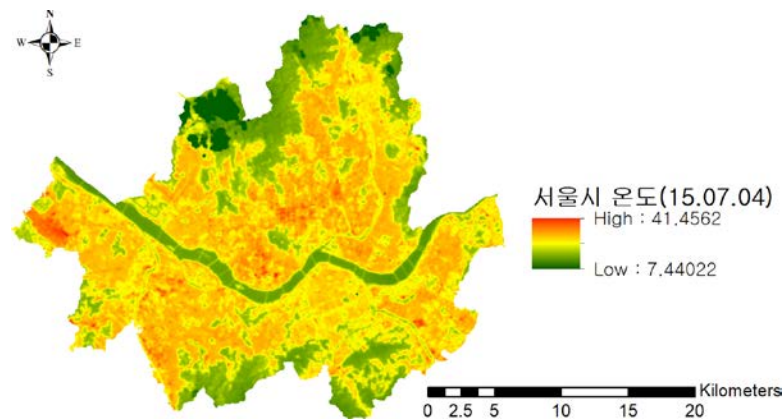 N
W E
S
서울시 온도(15.07.04)
High : 41.4562
Low : 7.44022
Kilometers
0 2.5 5 10 15 20